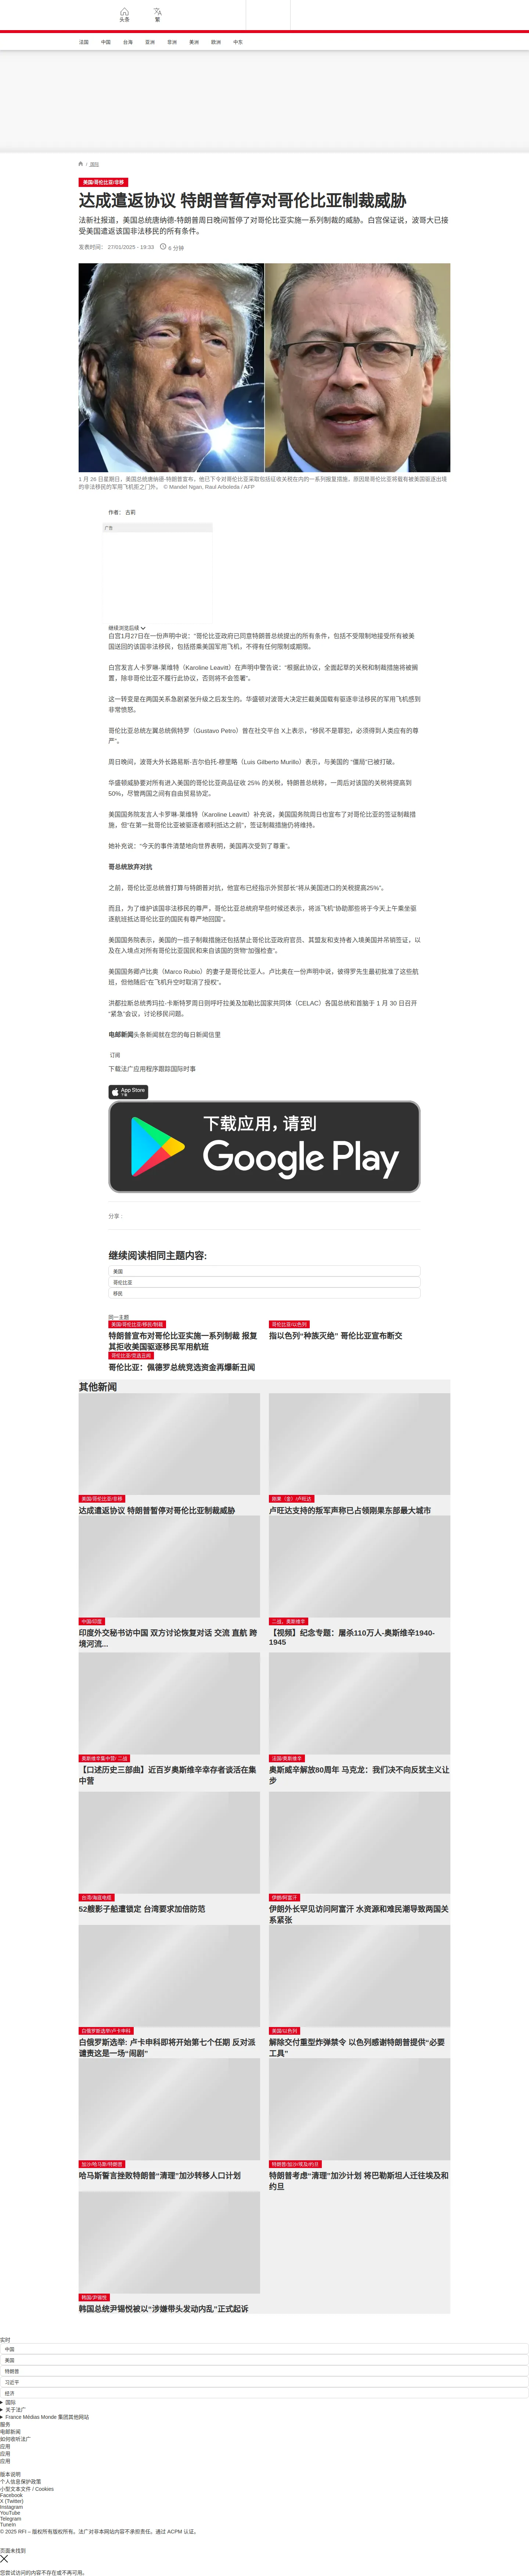 头条
繁
法国
中国
台海
亚洲
非洲
美洲
欧洲
中东
/ 国际
美国/哥伦比亚/非移
达成遣返协议 特朗普暂停对哥伦比亚制裁威胁
法新社报道，美国总统唐纳德-特朗普周日晚间暂停了对哥伦比亚实施一系列制裁的威胁。白宫保证说，波哥大已接
受美国遣返该国非法移民的所有条件。
发表时间： 27/01/2025 - 19:33
6 分钟
1 月 26 日星期日，美国总统唐纳德-特朗普宣布，他已下令对哥伦比亚采取包括征收关税在内的一系列报复措施，原因是哥伦比亚将载有被美国驱逐出境
的非法移民的军用飞机拒之门外。 © Mandel Ngan, Raul Arboleda / AFP
作者： 古莉
广告
继续浏览后续
白宫1月27日在一份声明中说：“哥伦比亚政府已同意特朗普总统提出的所有条件，包括不受限制地接受所有被美
国送回的该国非法移民，包括搭乘美国军用飞机，不得有任何限制或期限。
白宫发言人卡罗琳-莱维特（Karoline Leavitt）在声明中警告说：“根据此协议，全面起草的关税和制裁措施将被搁
置，除非哥伦比亚不履行此协议，否则将不会签署”。
这一转变是在两国关系急剧紧张升级之后发生的。华盛顿对波哥大决定拦截美国载有驱逐非法移民的军用飞机感到
非常愤怒。
哥伦比亚总统左翼总统佩特罗（Gustavo Petro）曾在社交平台 X上表示，“移民不是罪犯，必须得到人类应有的尊
严”。
周日晚间，波哥大外长路易斯-吉尔伯托-穆里略（Luis Gilberto Murillo）表示，与美国的 “僵局”已被打破。
华盛顿威胁要对所有进入美国的哥伦比亚商品征收 25% 的关税，特朗普总统称，一周后对该国的关税将提高到
50%，尽管两国之间有自由贸易协定。
美国国务院发言人卡罗琳-莱维特（Karoline Leavitt）补充说，美国国务院周日也宣布了对哥伦比亚的签证制裁措
施，但“在第一批哥伦比亚被驱逐者顺利抵达之前”，签证制裁措施仍将维持。
她补充说：“今天的事件清楚地向世界表明，美国再次受到了尊重”。
哥总统放弃对抗
之前，哥伦比亚总统曾打算与特朗普对抗，他宣布已经指示外贸部长“将从美国进口的关税提高25%”。
而且，为了维护该国非法移民的尊严，哥伦比亚总统府早些时候还表示，将派飞机“协助那些将于今天上午乘坐驱
逐航班抵达哥伦比亚的国民有尊严地回国”。
美国国务院表示，美国的一揽子制裁措施还包括禁止哥伦比亚政府官员、其盟友和支持者入境美国并吊销签证，以
及在入境点对所有哥伦比亚国民和来自该国的货物“加强检查”。
美国国务卿卢比奥（Marco Rubio）的妻子是哥伦比亚人。卢比奥在一份声明中说，彼得罗先生最初批准了这些航
班，但他随后“在飞机升空时取消了授权”。
洪都拉斯总统秀玛拉·卡斯特罗周日则呼吁拉美及加勒比国家共同体（CELAC）各国总统和首脑于 1 月 30 日召开
“紧急”会议，讨论移民问题。
电邮新闻头条新闻就在您的每日新闻信里
订阅
下载法广应用程序跟踪国际时事
App Store
下载
下载应用，请到
Google Play
分享 :
继续阅读相同主题内容:
美国
哥伦比亚
移民
同一主题
美国/哥伦比亚/移民/制裁
特朗普宣布对哥伦比亚实施一系列制裁 报复
其拒收美国驱逐移民军用航班
哥伦比亚/以色列
指以色列“种族灭绝” 哥伦比亚宣布断交
哥伦比亚/竞选丑闻
哥伦比亚：佩德罗总统竞选资金再爆新丑闻
其他新闻
美国/哥伦比亚/非移
达成遣返协议 特朗普暂停对哥伦比亚制裁威胁
刚果（金）/卢旺达
卢旺达支持的叛军声称已占领刚果东部最大城市
中国/印度
印度外交秘书访中国 双方讨论恢复对话 交流 直航 跨
境河流...
二战，奥斯维辛
【视频】纪念专题：屠杀110万人-奥斯维辛1940-
1945
奥斯维辛集中营/ 二战
【口述历史三部曲】近百岁奥斯维辛幸存者谈活在集
中营
法国/奥斯维辛
奥斯威辛解放80周年 马克龙：我们决不向反犹主义让
步
台湾/海底电缆
52艘影子船遭锁定 台湾要求加倍防范
伊朗/阿富汗
伊朗外长罕见访问阿富汗 水资源和难民潮导致两国关
系紧张
白俄罗斯选举/卢卡申科
白俄罗斯选举: 卢卡申科即将开始第七个任期 反对派
谴责这是一场“闹剧”
美国/以色列
解除交付重型炸弹禁令 以色列感谢特朗普提供“必要
工具”
加沙/哈马斯/特朗普
哈马斯誓言挫败特朗普“清理”加沙转移人口计划
特朗普/加沙/埃及/约旦
特朗普考虑“清理”加沙计划 将巴勒斯坦人迁往埃及和
约旦
韩国/尹锡悦
韩国总统尹锡悦被以“涉嫌带头发动内乱”正式起诉
实时
中国
美国
特朗普
习近平
经济
国际
关于法广
France Médias Monde 集团其他网站
服务
电邮新闻
如何收听法广
应用
应用
应用
版本说明
个人信息保护政策
小型文本文件 / Cookies
Facebook
X (Twitter)
Instagram
YouTube
Telegram
TuneIn
© 2025 RFI – 版权所有版权所有。法广对非本网站内容不承担责任。通过 ACPM 认证。
页面未找到
您尝试访问的内容不存在或不再可用。